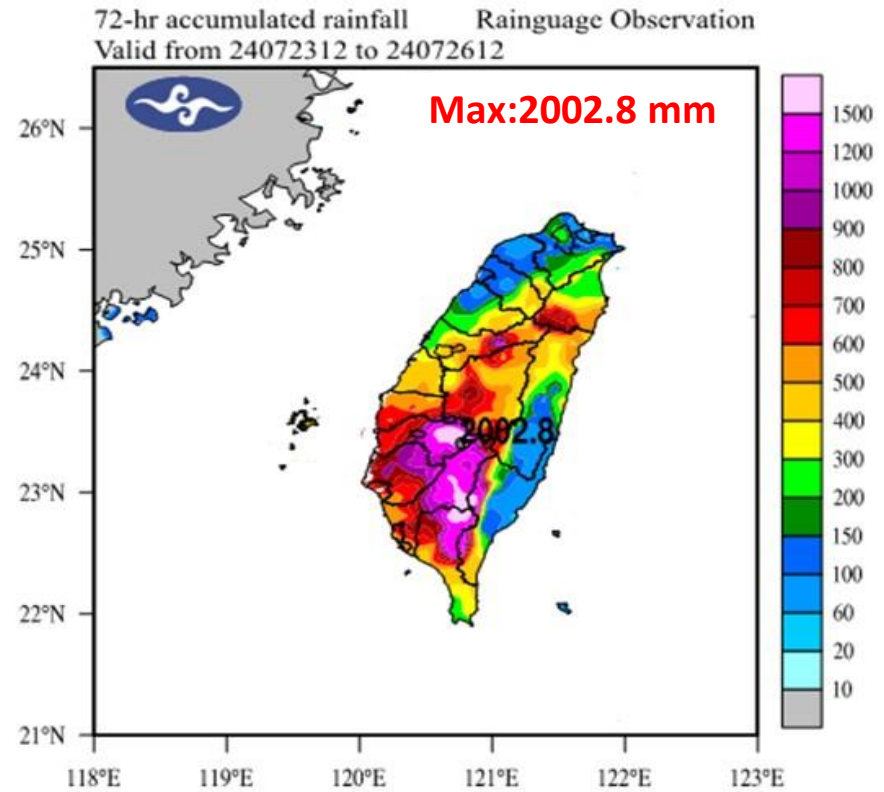 72-hr accumulated rainfall Rainguage Observation
Valid from 24072312 to 24072612
Max:2002.8 mm
26°N
25°N
24°N
23°N
22°N
21°N
2002.8
118°E 119°E 120°E 121°E 122°E 123°E
1500
1200
1000
900
800
700
600
500
400
300
200
150
100
60
20
10